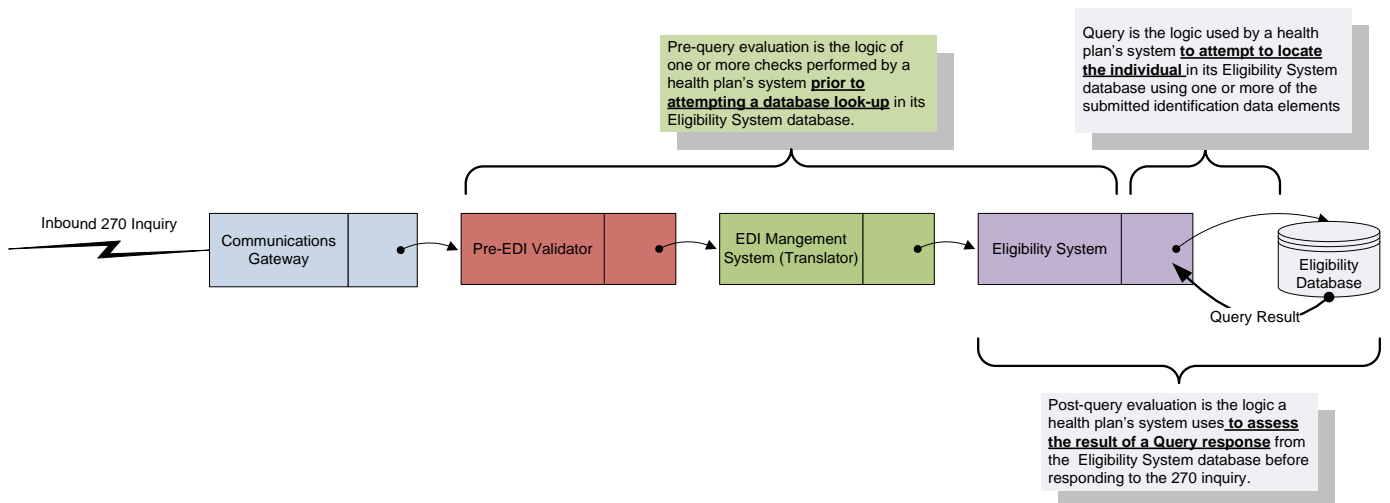 Pre-query evaluation is the logic of
one or more checks performed by a
health plan's system prior to
attempting a database look-up in its
Eligibility System database.
Query is the logic used by a health
plan's system to attempt to locate
the individual in its Eligibility System
database using one or more of the
submitted identification data elements
Inbound 270 Inquiry
Communications
Gateway
Pre-EDI Validator
EDI Mangement
System (Translator)
Eligibility System
Eligibility
Database
Query Result
Post-query evaluation is the logic a
health plan's system uses to assess
the result of a Query response from
the Eligibility System database before
responding to the 270 inquiry.